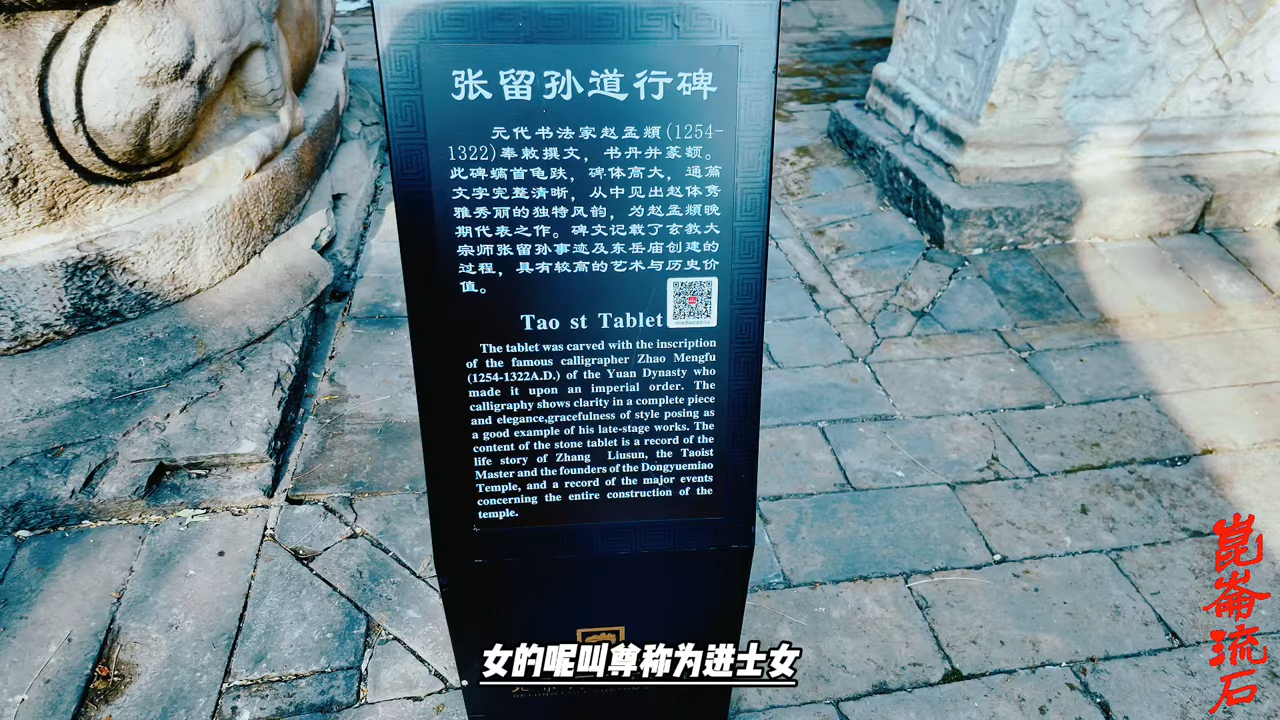 张留孙道行碑
元代书法家赵孟頫(1254-
1322)奉敕撰文，书丹并篆额。
此碑螭首龟趺，碑体高大，通篇
文字完整清晰，从中见出赵体隽
雅秀丽的独特风韵，为赵孟頫晚
期代表之作。碑文记载了玄教大
宗师张留孙事迹及东岳庙创建的
过程，具有较高的艺术与历史价
值。
Tao st Tablet
The tablet was carved with the inscription
of the famous calligrapher Zhao Mengfu
(1254-1322A.D.) of the Yuan Dynasty who
made it upon an imperial order. The
calligraphy shows clarity in a complete piece
and elegance,gracefulness of style posing as
a good example of his late-stage works. The
content of the stone tablet is a record of the
life story of Zhang Liusun, the Taoist
Master and the founders of the Dongyuemiao
Temple, and a record of the major events
concerning the entire construction of the
temple.
女的呢叫尊称为进士女
崑崙流石